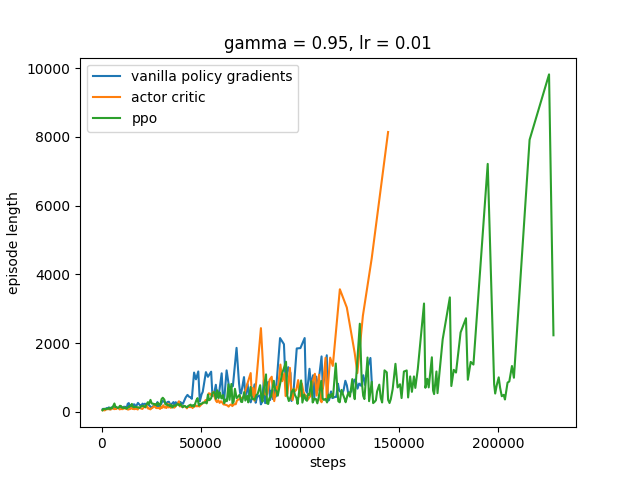 gamma = 0.95, lr = 0.01
vanilla policy gradients
actor critic
ppo
10000
8000
6000
4000
2000
0
episode length
0 50000 100000 150000 200000
steps